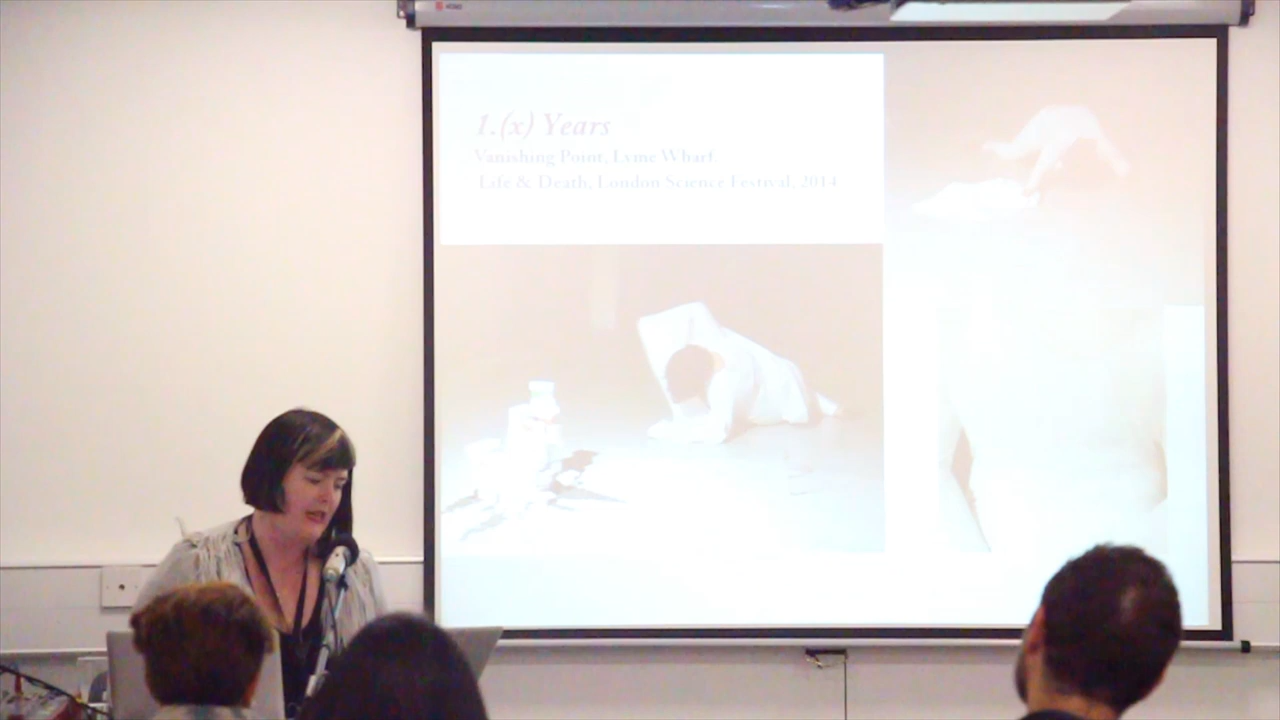 1.(x) Years
Vanishing Point, Lyme Wharf,
Life & Death, London Science Festival, 2014